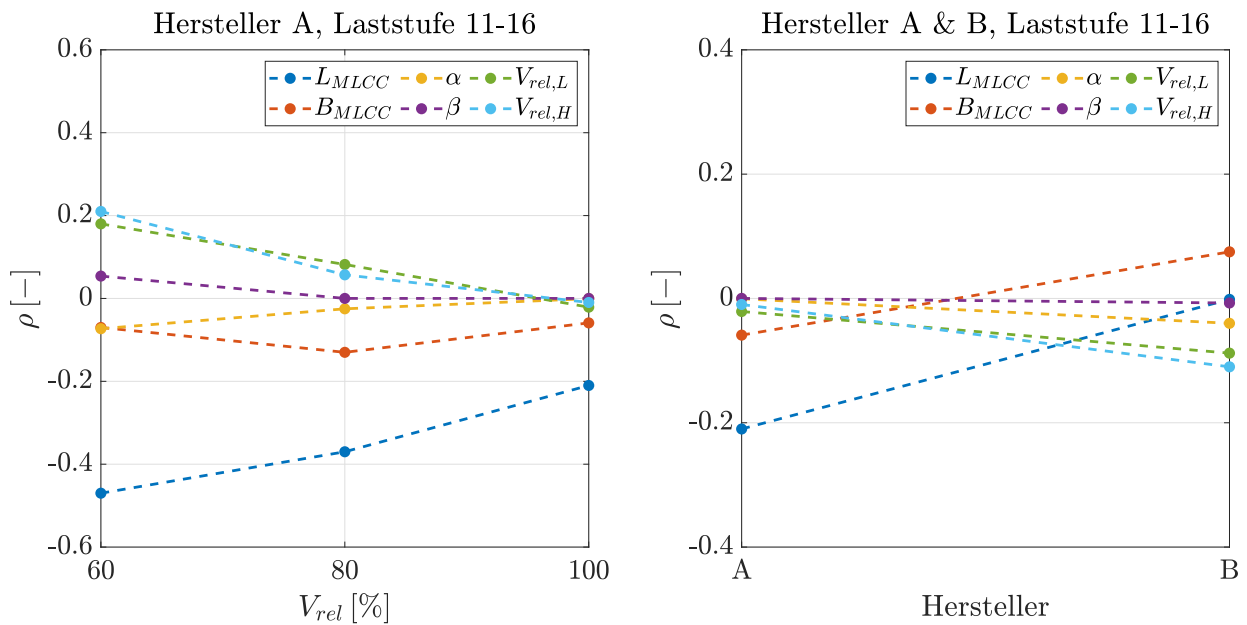 Hersteller A, Laststufe 11-16
0.6
0.4
0.2
0
-0.2
-0.4
-0.6
ρ [−]
L_MLCC α V_rel,L
B_MLCC β V_rel,H
60 80 100
V_rel [%]
Hersteller A & B, Laststufe 11-16
0.4
0.2
0
-0.2
-0.4
ρ [−]
L_MLCC α V_rel,L
B_MLCC β V_rel,H
A B
Hersteller